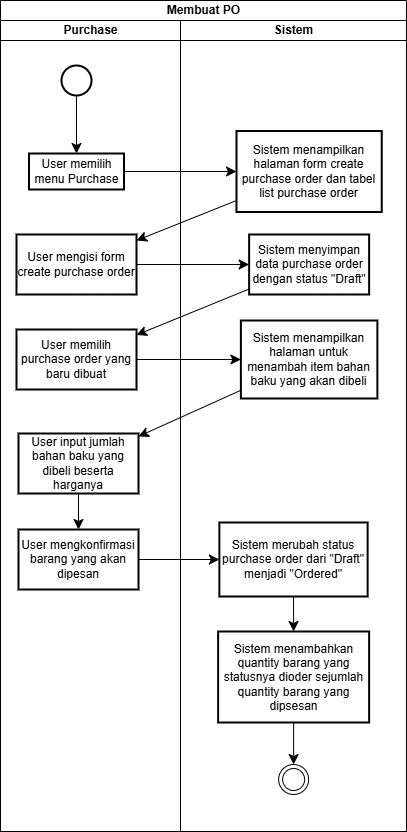 Membuat PO
Purchase
Sistem
User memilih
menu Purchase
Sistem menampilkan
halaman form create
purchase order dan tabel
list purchase order
User mengisi form
create purchase order
Sistem menyimpan
data purchase order
dengan status "Draft"
User memilih
purchase order yang
baru dibuat
Sistem menampilkan
halaman untuk
menambah item bahan
baku yang akan dibeli
User input jumlah
bahan baku yang
dibeli beserta
harganya
User mengkonfirmasi
barang yang akan
dipesan
Sistem merubah status
purchase order dari "Draft"
menjadi "Ordered"
Sistem menambahkan
quantity barang yang
statusnya dioder sejumlah
quantity barang yang
dipsesan